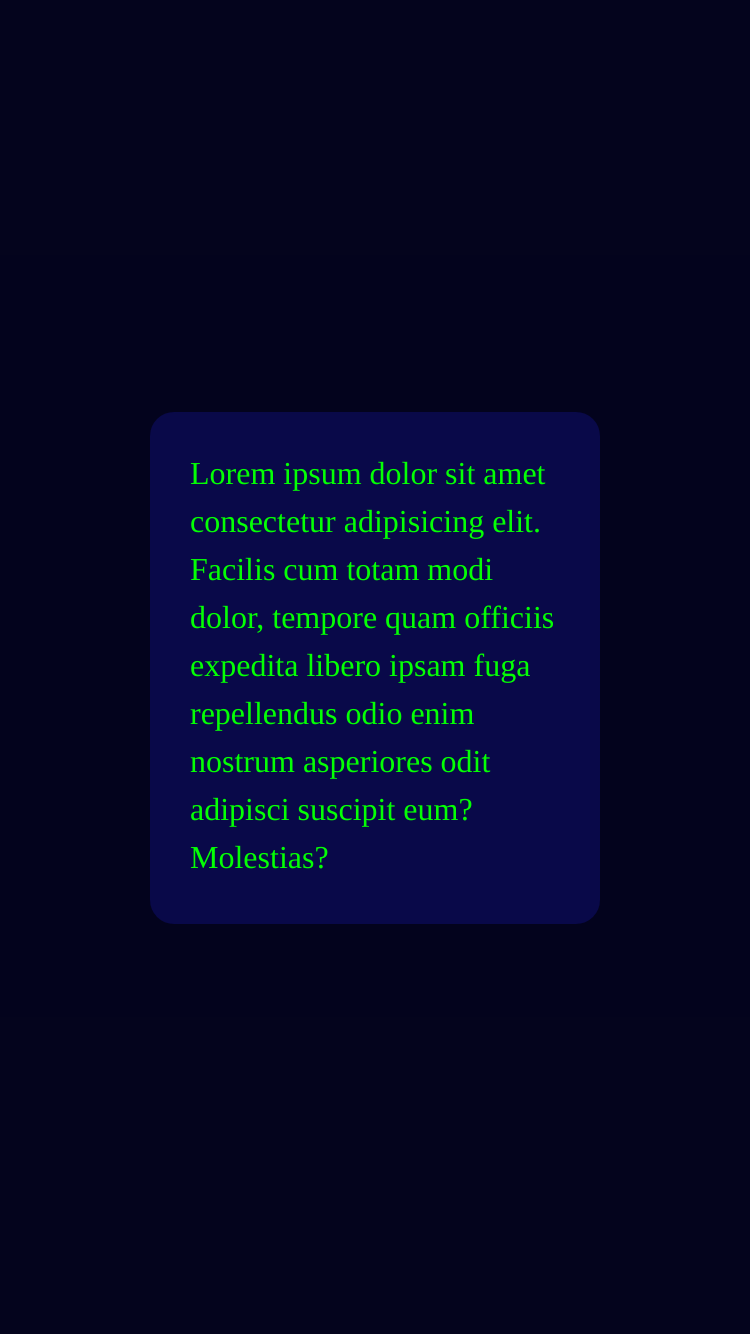 Lorem ipsum dolor sit amet
consectetur adipisicing elit.
Facilis cum totam modi
dolor, tempore quam officiis
expedita libero ipsam fuga
repellendus odio enim
nostrum asperiores odit
adipisci suscipit eum?
Molestias?